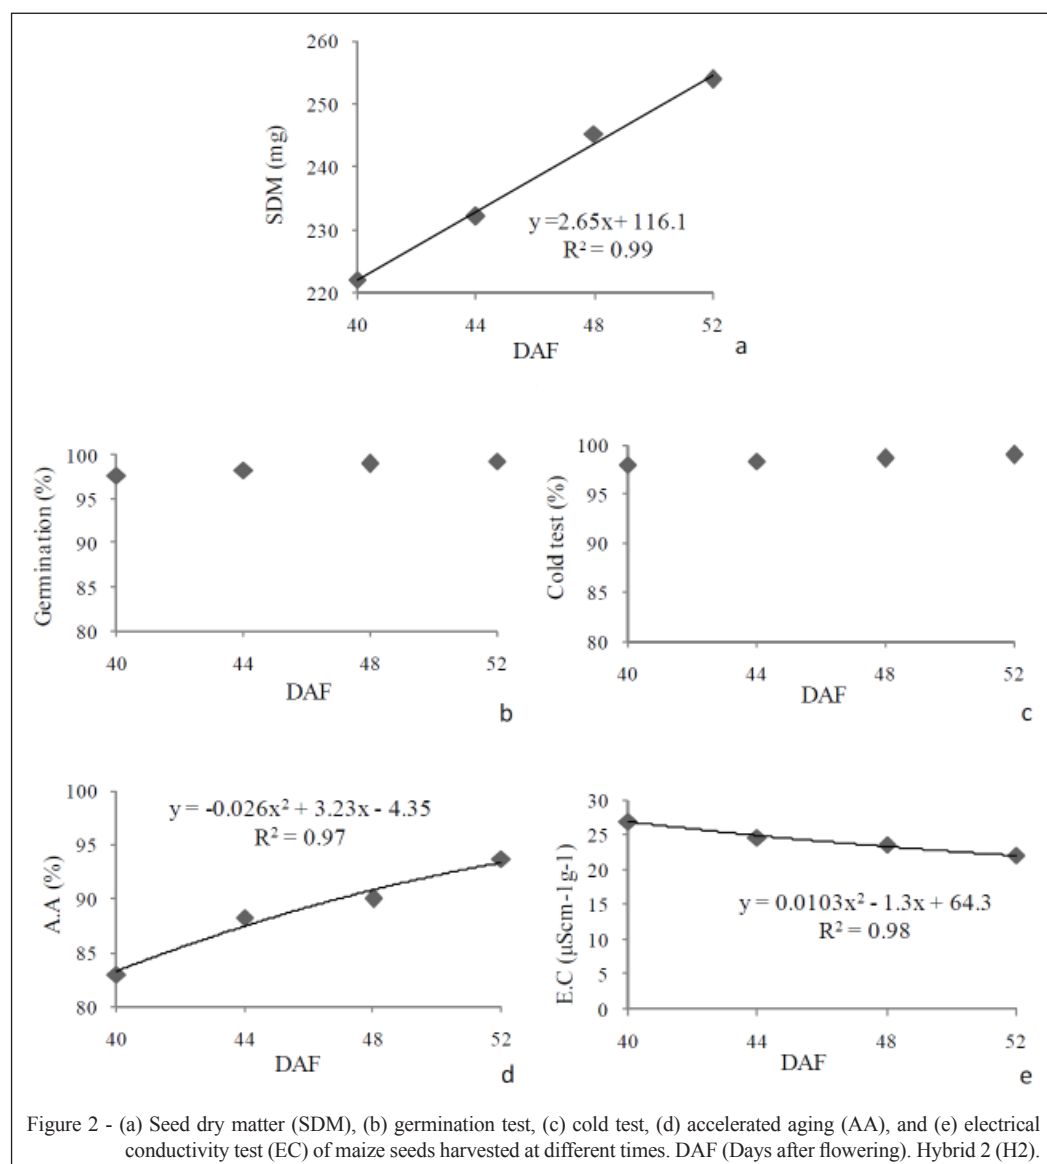 260
250
240
230
220
SDM (mg)
y =2.65x+ 116.1
R² = 0.99
40 44 48 52
DAF
a
100
95
90
85
80
Germination (%)
40 44 48 52
DAF
b
100
95
90
85
80
Cold test (%)
40 44 48 52
DAF
c
100
95
90
85
80
A.A (%)
y = -0.026x² + 3.23x - 4.35
R² = 0.97
40 44 48 52
DAF
d
30
25
20
15
10
5
0
E.C (µScm-1g-1)
y = 0.0103x² - 1.3x + 64.3
R² = 0.98
40 44 48 52
DAF
e
Figure 2 - (a) Seed dry matter (SDM), (b) germination test, (c) cold test, (d) accelerated aging (AA), and (e) electrical
conductivity test (EC) of maize seeds harvested at different times. DAF (Days after flowering). Hybrid 2 (H2).